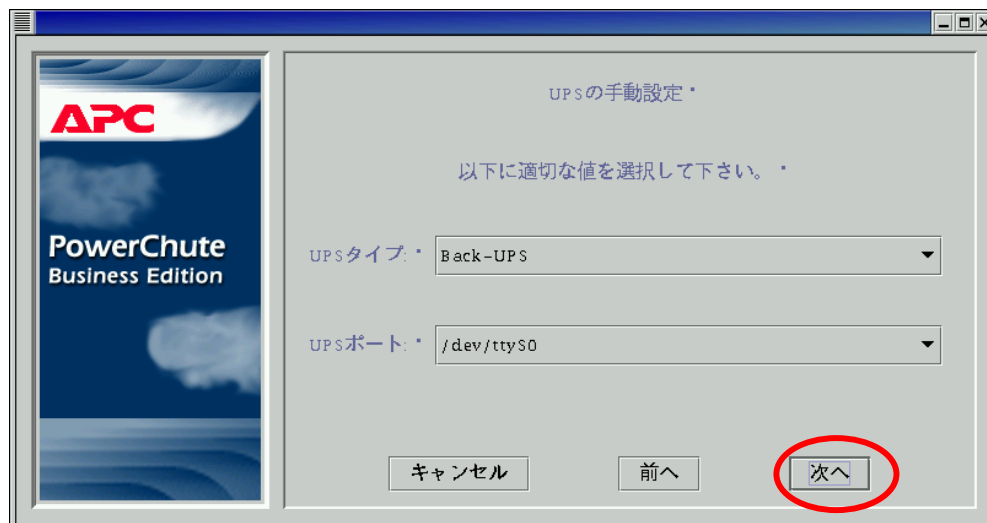 UPSの手動設定・
以下に適切な値を選択して下さい。・
APC
PowerChute
Business Edition
UPSタイプ:・ Back-UPS
UPSポート:・ /dev/ttyS0
キャンセル 前へ 次へ